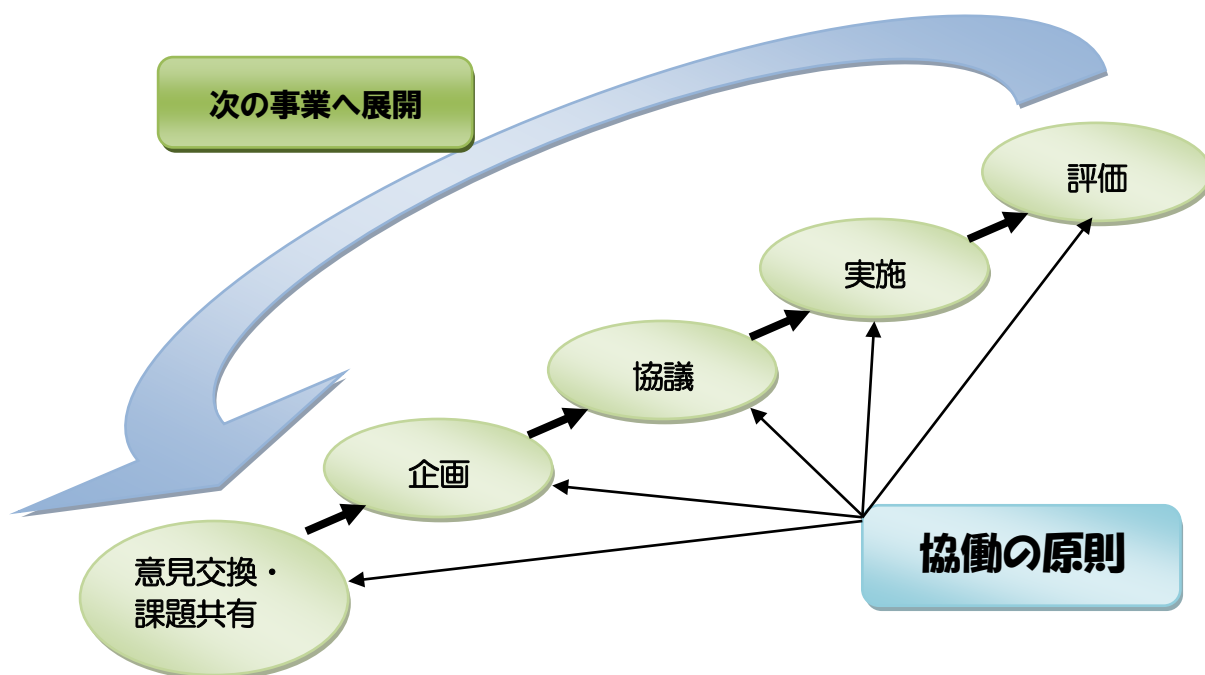 次の事業へ展開
評価
実施
協議
企画
意見交換・
課題共有
協働の原則